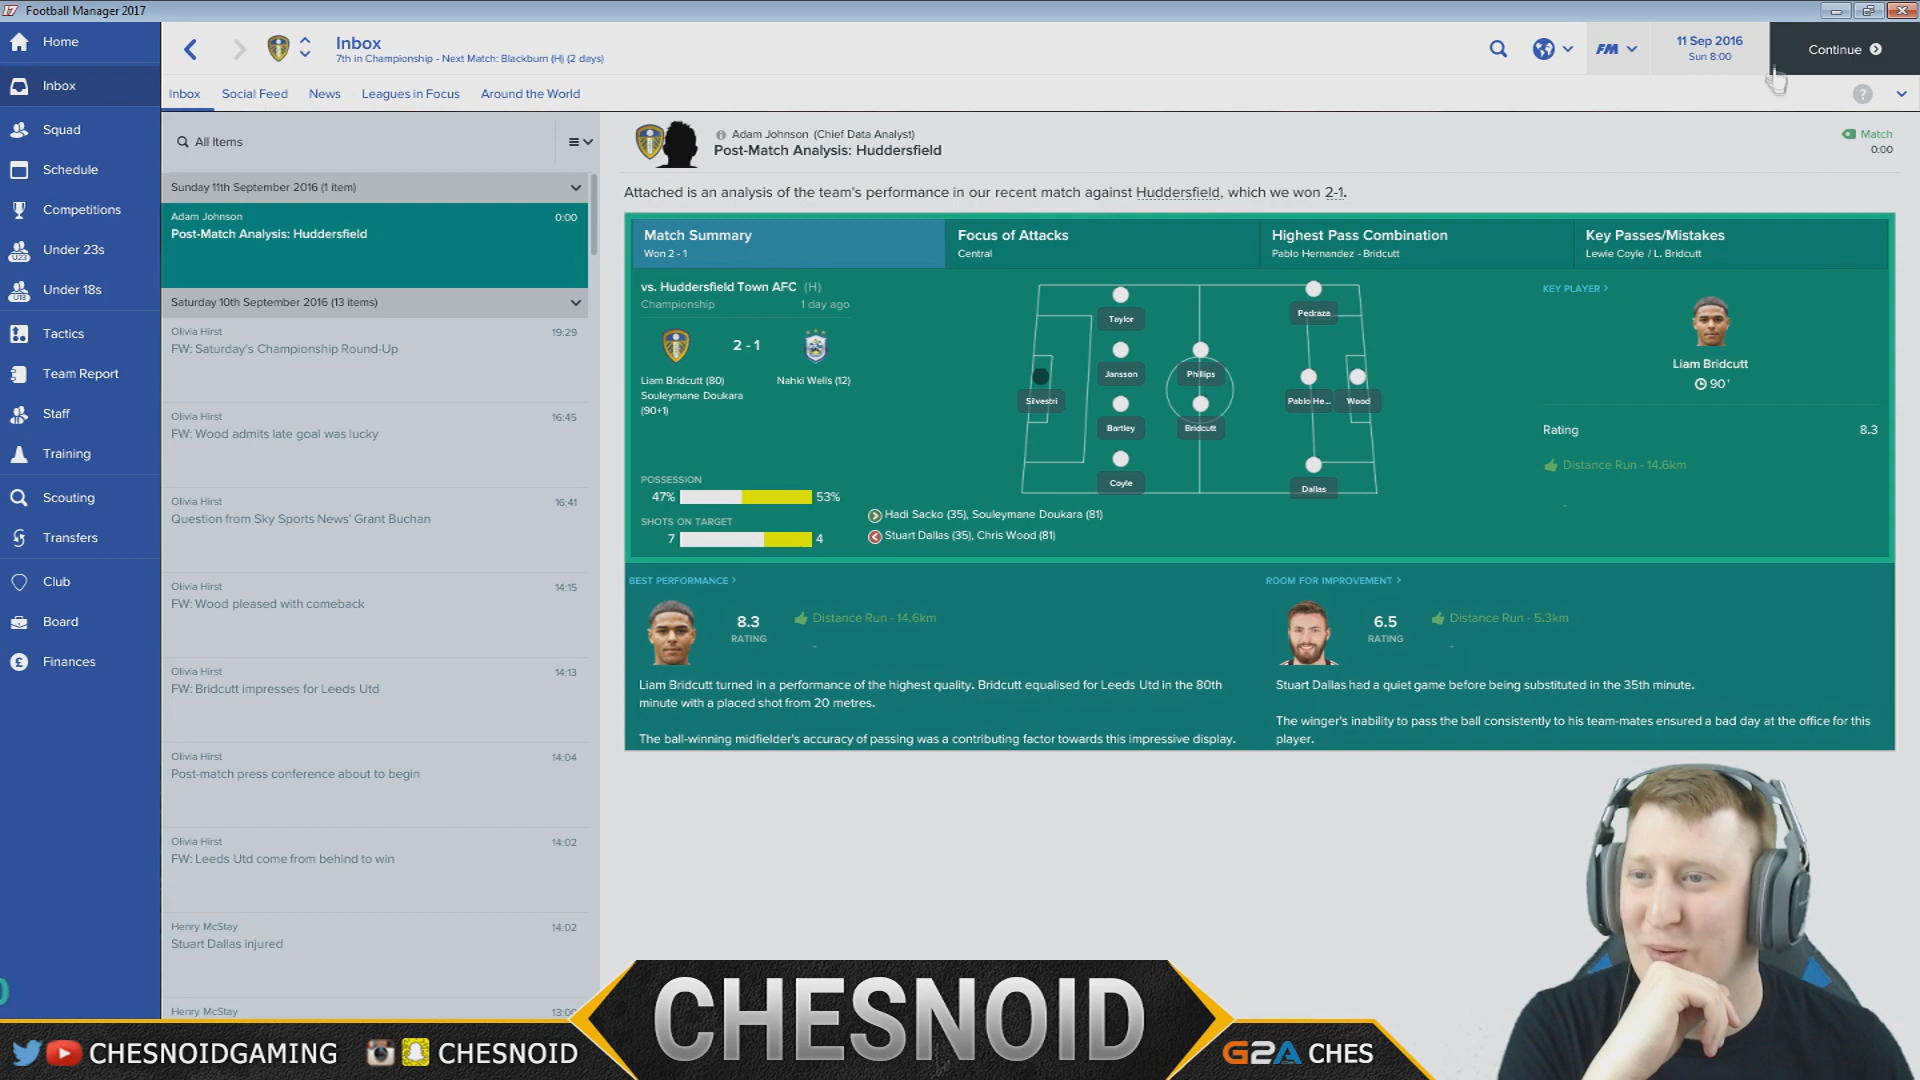 Football Manager 2017
Home
Inbox
Squad
Schedule
Competitions
Under 23s
Under 18s
Tactics
Team Report
Staff
Training
Scouting
Transfers
Club
Board
Finances
Inbox
7th in Championship - Next Match: Blackburn (H) (2 days)
FM
11 Sep 2016
Sun 8:00
Continue
Inbox Social Feed News Leagues in Focus Around the World
All Items
Sunday 11th September 2016 (1 item)
Adam Johnson 0:00
Post-Match Analysis: Huddersfield
Saturday 10th September 2016 (13 items)
Olivia Hirst 19:29
FW: Saturday's Championship Round-Up
Olivia Hirst 16:45
FW: Wood admits late goal was lucky
Olivia Hirst 16:41
Question from Sky Sports News' Grant Buchan
Olivia Hirst 14:15
FW: Wood pleased with comeback
Olivia Hirst 14:13
FW: Bridcutt impresses for Leeds Utd
Olivia Hirst 14:04
Post-match press conference about to begin
Olivia Hirst 14:02
FW: Leeds Utd come from behind to win
Henry McStay 14:02
Stuart Dallas injured
Henry McStay
Adam Johnson (Chief Data Analyst)
Post-Match Analysis: Huddersfield
Match
0:00
Attached is an analysis of the team's performance in our recent match against Huddersfield, which we won 2-1.
Match Summary
Won 2 - 1
Focus of Attacks
Central
Highest Pass Combination
Pablo Hernandez - Bridcutt
Key Passes/Mistakes
Lewie Coyle / L. Bridcutt
vs. Huddersfield Town AFC (H)
Championship 1 day ago
2 - 1
Liam Bridcutt (80)
Souleymane Doukara
(90+1)
Nahki Wells (12)
POSSESSION
47% 53%
SHOTS ON TARGET
7 4
Silvestri
Taylor
Jansson
Bartley
Coyle
Phillips
Bridcutt
Pedraza
Pablo He...
Wood
Dallas
Hadi Sacko (35), Souleymane Doukara (81)
Stuart Dallas (35), Chris Wood (81)
KEY PLAYER >
Liam Bridcutt
90'
Rating 8.3
Distance Run - 14.6km
-
BEST PERFORMANCE >
8.3
RATING
Distance Run - 14.6km
-
Liam Bridcutt turned in a performance of the highest quality. Bridcutt equalised for Leeds Utd in the 80th
minute with a placed shot from 20 metres.
The ball-winning midfielder's accuracy of passing was a contributing factor towards this impressive display.
ROOM FOR IMPROVEMENT >
6.5
RATING
Distance Run - 5.3km
-
Stuart Dallas had a quiet game before being substituted in the 35th minute.
The winger's inability to pass the ball consistently to his team-mates ensured a bad day at the office for this
player.
CHESNOIDGAMING
CHESNOID
CHESNOID
G2A CHES